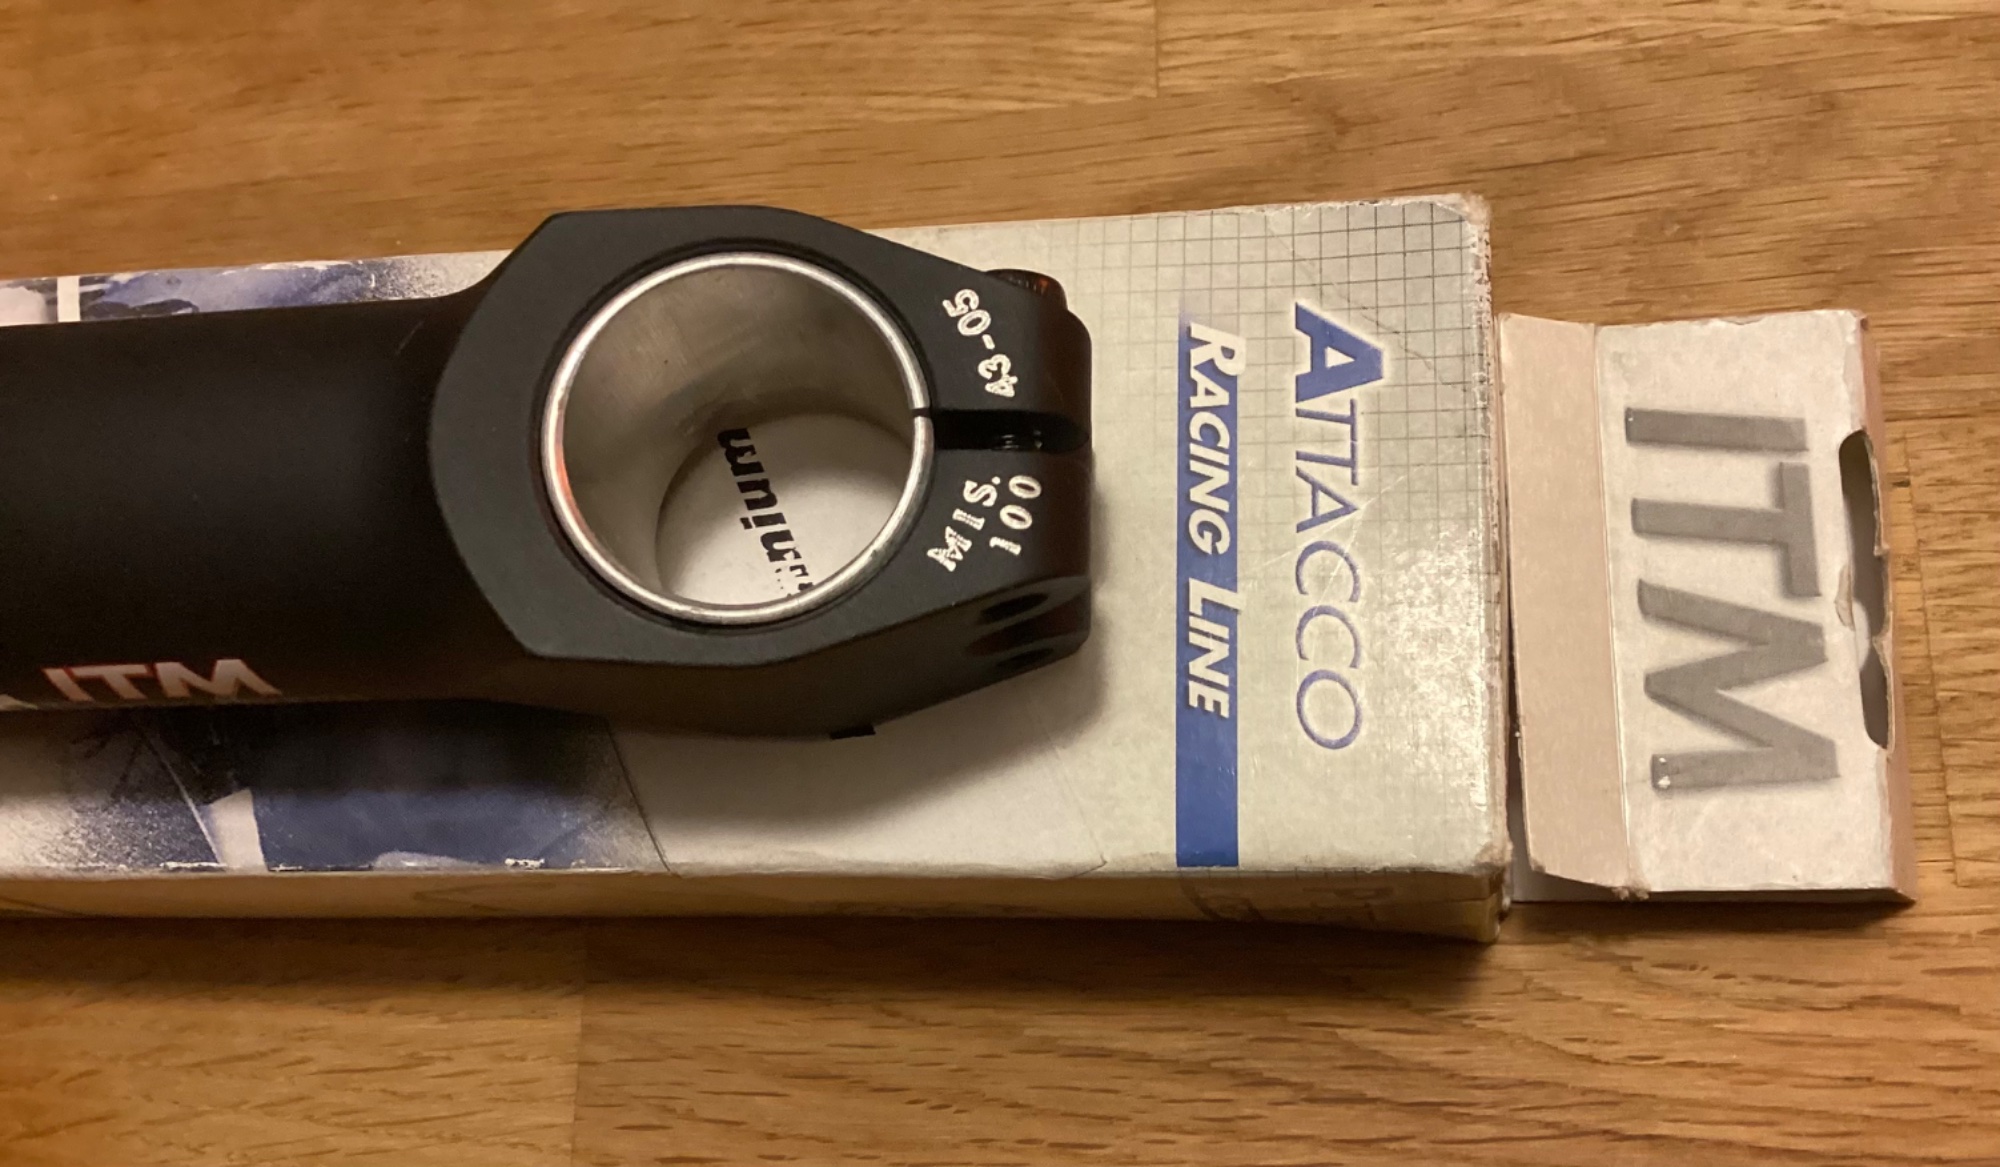 ITM
ATTACCO
RACING LINE
43-05
MIS.
100
ITM